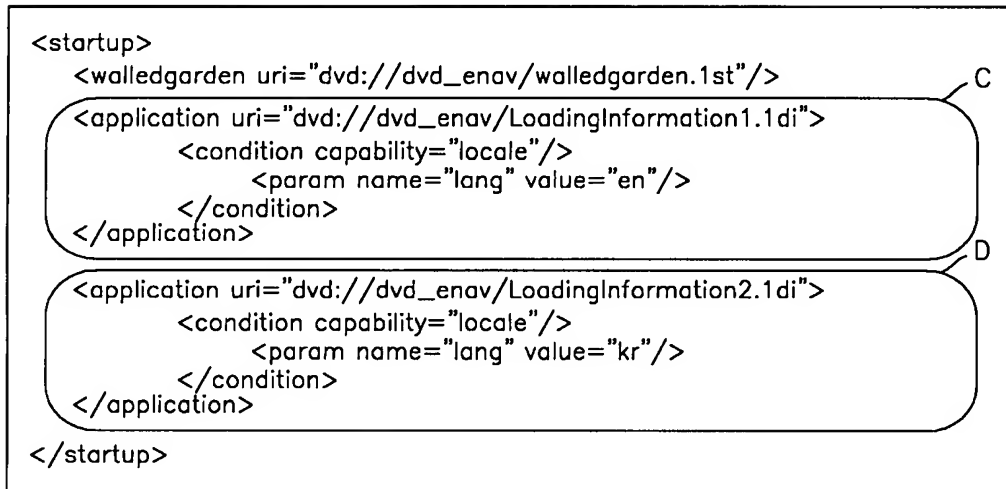 <startup>
<walledgarden uri="dvd://dvd_enav/walledgarden.1st"/>
C
<application uri="dvd://dvd_enav/LoadingInformation1.1di">
<condition capability="locale"/>
<param name="lang" value="en"/>
</condition>
</application>
D
<application uri="dvd://dvd_enav/LoadingInformation2.1di">
<condition capability="locale"/>
<param name="lang" value="kr"/>
</condition>
</application>
</startup>